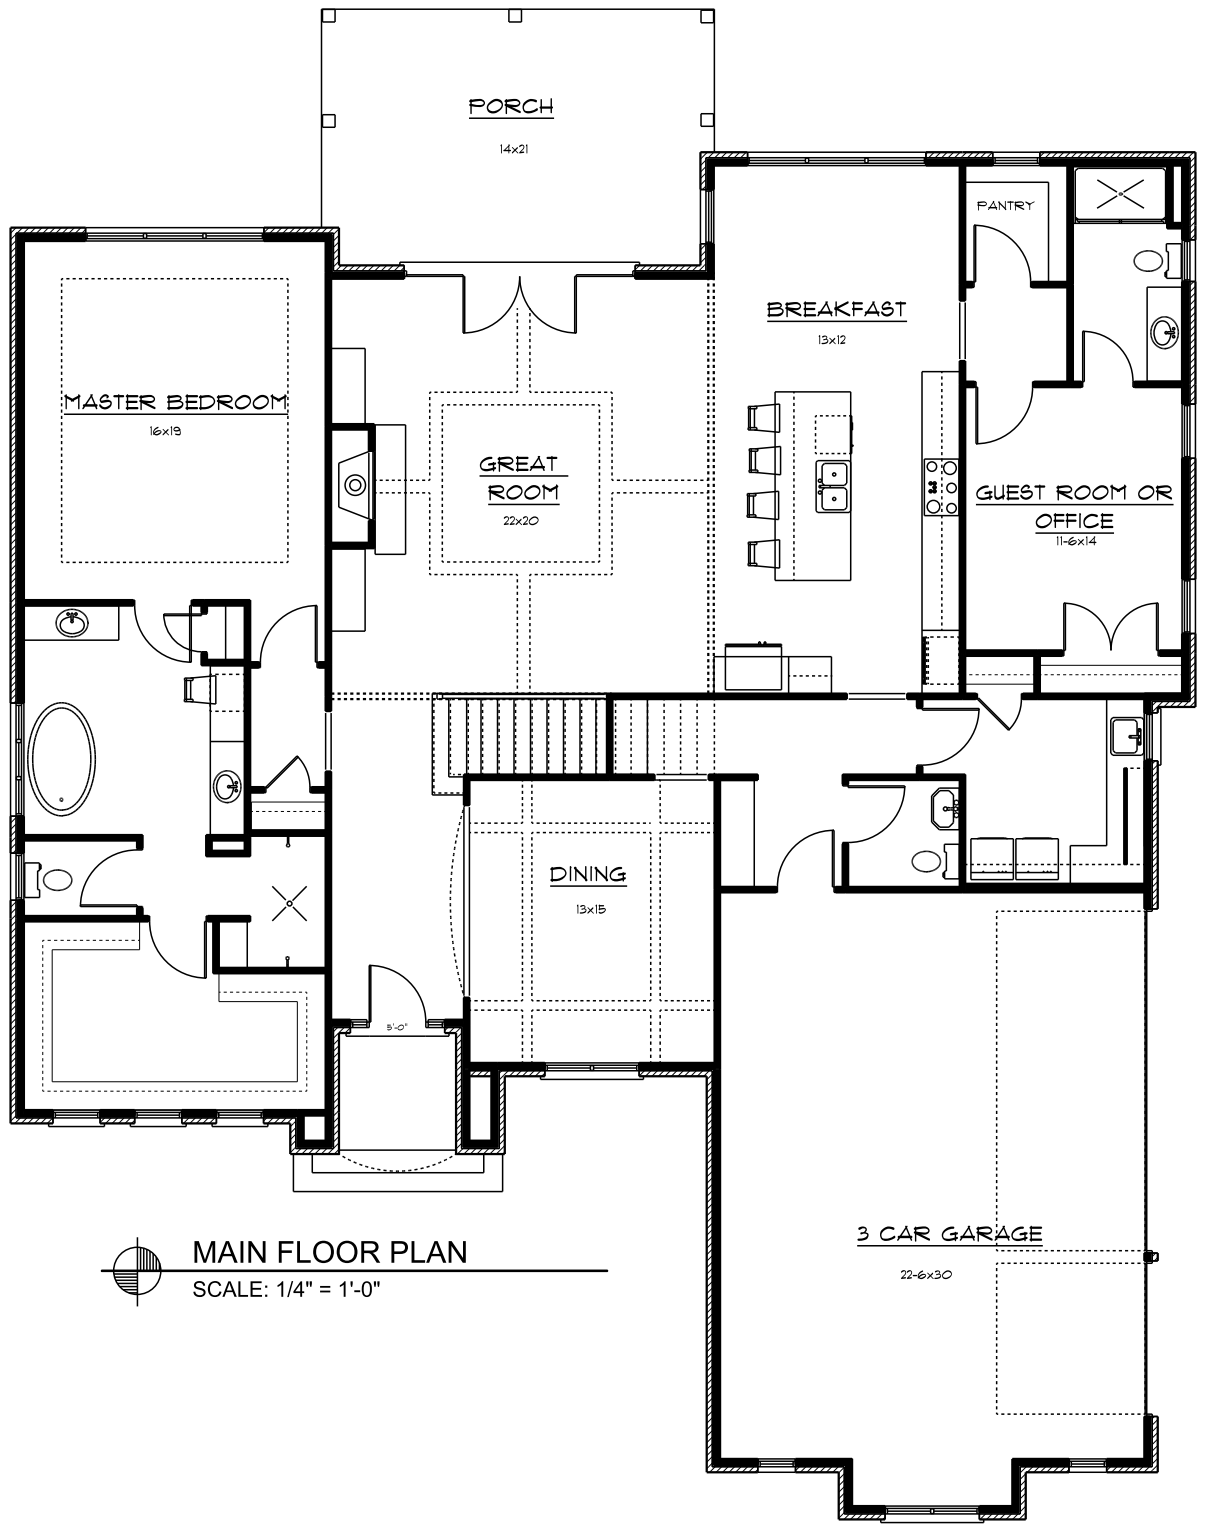 PORCH
14x21
PANTRY
BREAKFAST
13x12
MASTER BEDROOM
16x19
GREAT
ROOM
22x20
GUEST ROOM OR
OFFICE
11-6x14
DINING
13x15
5'-0"
3 CAR GARAGE
22-6x30
MAIN FLOOR PLAN
SCALE: 1/4" = 1'-0"